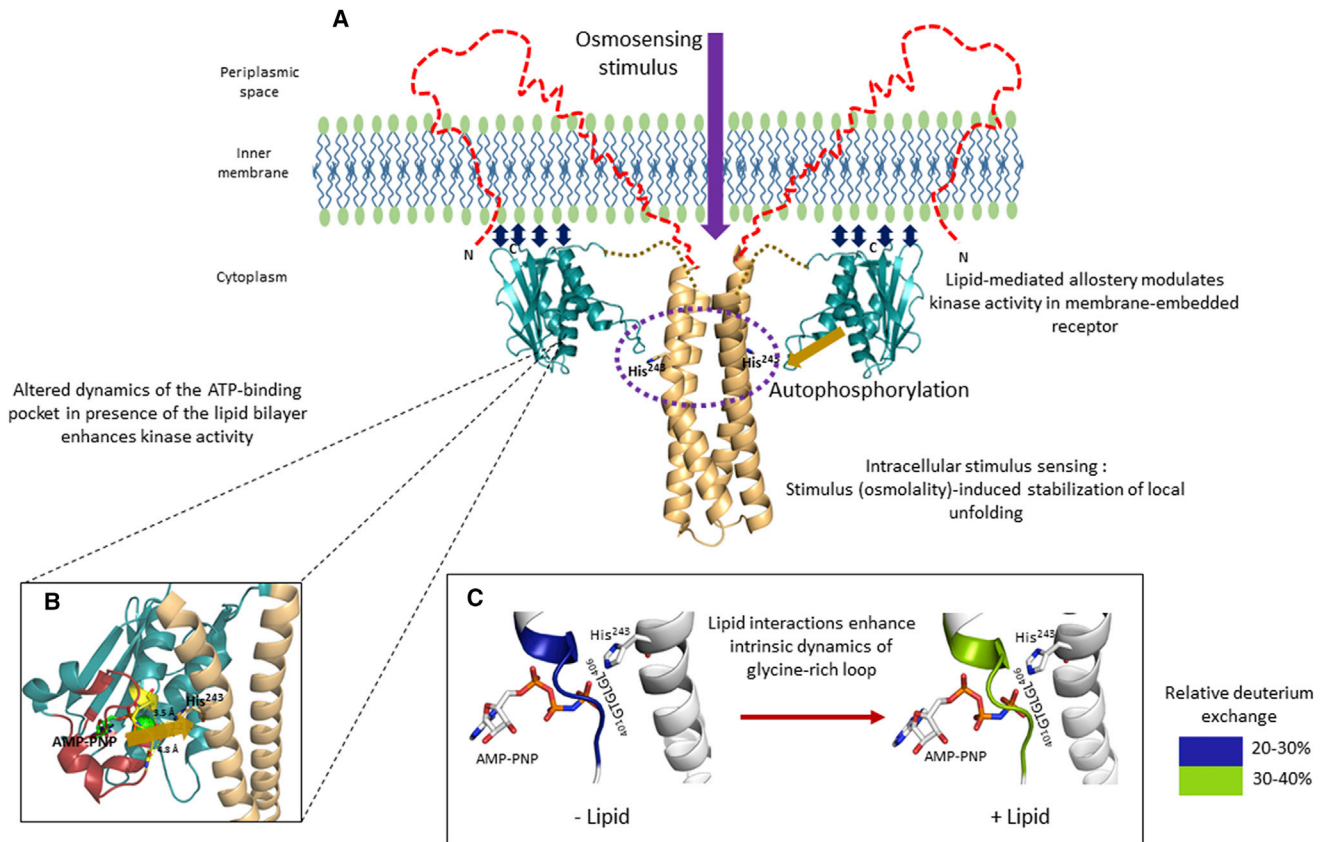 A
Osmosensing
stimulus
Periplasmic
space
Inner
membrane
Cytoplasm
N
C
C
N
Lipid-mediated allostery modulates
kinase activity in membrane-embedded
receptor
His243
His243
Autophosphorylation
Altered dynamics of the ATP-binding
pocket in presence of the lipid bilayer
enhances kinase activity
Intracellular stimulus sensing :
Stimulus (osmolality)-induced stabilization of local
unfolding
B
His243
3.5 Å
AMP-PNP
4.8 Å
C
His243
401GTGLGL406
AMP-PNP
- Lipid
Lipid interactions enhance
intrinsic dynamics of
glycine-rich loop
His243
401GTGLGL406
AMP-PNP
+ Lipid
Relative deuterium
exchange
20-30%
30-40%